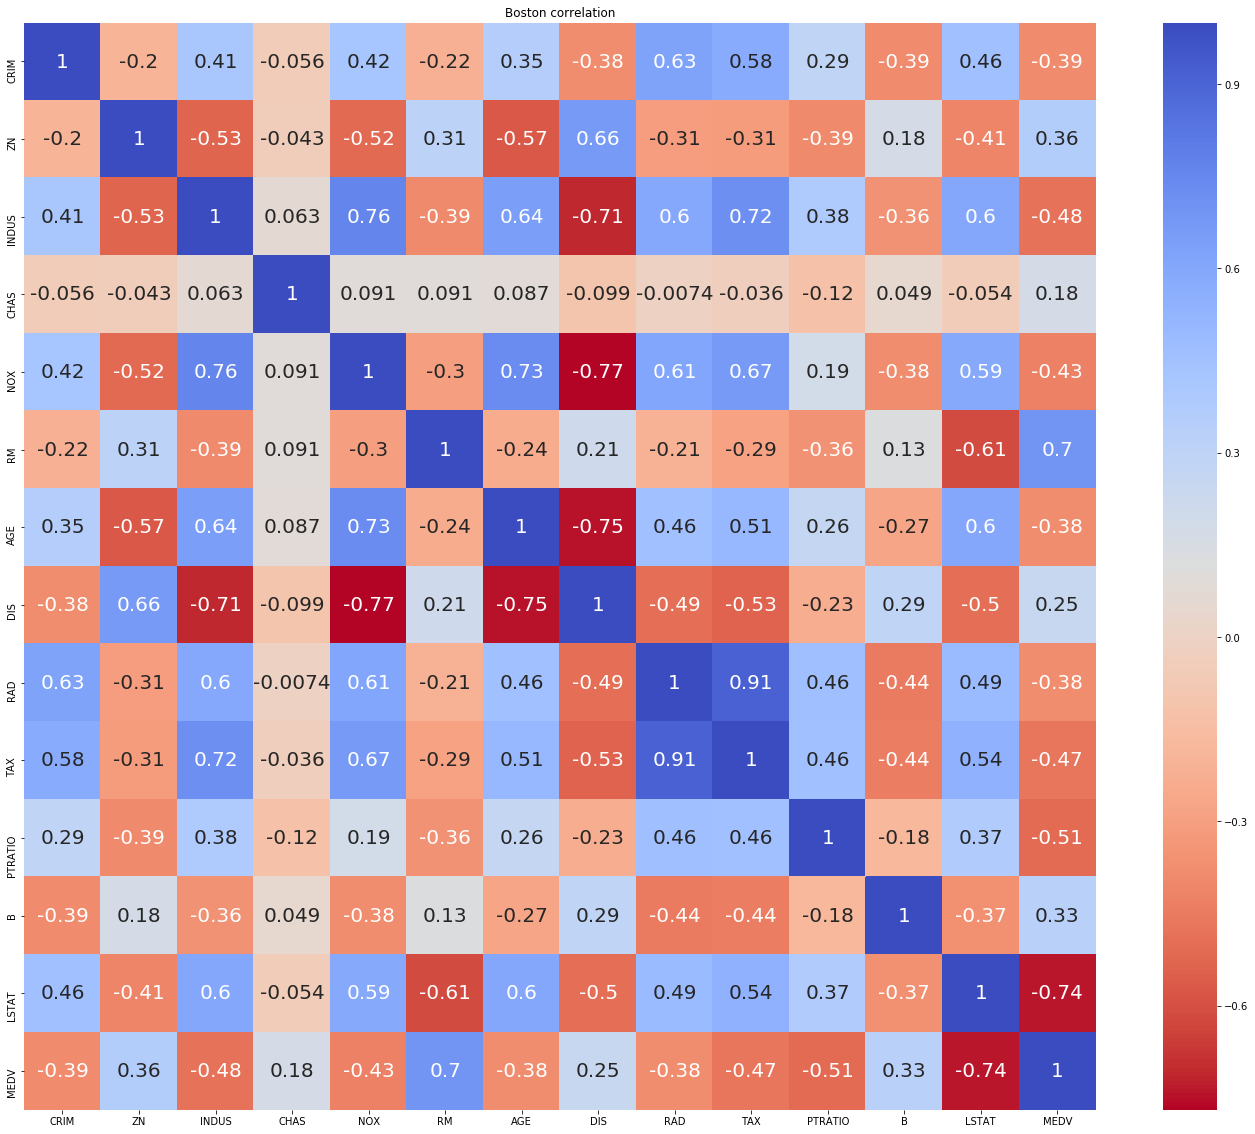 Boston correlation
CRIM 1 -0.2 0.41 -0.056 0.42 -0.22 0.35 -0.38 0.63 0.58 0.29 -0.39 0.46 -0.39
ZN -0.2 1 -0.53 -0.043 -0.52 0.31 -0.57 0.66 -0.31 -0.31 -0.39 0.18 -0.41 0.36
INDUS 0.41 -0.53 1 0.063 0.76 -0.39 0.64 -0.71 0.6 0.72 0.38 -0.36 0.6 -0.48
CHAS -0.056 -0.043 0.063 1 0.091 0.091 0.087 -0.099 -0.0074 -0.036 -0.12 0.049 -0.054 0.18
NOX 0.42 -0.52 0.76 0.091 1 -0.3 0.73 -0.77 0.61 0.67 0.19 -0.38 0.59 -0.43
RM -0.22 0.31 -0.39 0.091 -0.3 1 -0.24 0.21 -0.21 -0.29 -0.36 0.13 -0.61 0.7
AGE 0.35 -0.57 0.64 0.087 0.73 -0.24 1 -0.75 0.46 0.51 0.26 -0.27 0.6 -0.38
DIS -0.38 0.66 -0.71 -0.099 -0.77 0.21 -0.75 1 -0.49 -0.53 -0.23 0.29 -0.5 0.25
RAD 0.63 -0.31 0.6 -0.0074 0.61 -0.21 0.46 -0.49 1 0.91 0.46 -0.44 0.49 -0.38
TAX 0.58 -0.31 0.72 -0.036 0.67 -0.29 0.51 -0.53 0.91 1 0.46 -0.44 0.54 -0.47
PTRATIO 0.29 -0.39 0.38 -0.12 0.19 -0.36 0.26 -0.23 0.46 0.46 1 -0.18 0.37 -0.51
B -0.39 0.18 -0.36 0.049 -0.38 0.13 -0.27 0.29 -0.44 -0.44 -0.18 1 -0.37 0.33
LSTAT 0.46 -0.41 0.6 -0.054 0.59 -0.61 0.6 -0.5 0.49 0.54 0.37 -0.37 1 -0.74
MEDV -0.39 0.36 -0.48 0.18 -0.43 0.7 -0.38 0.25 -0.38 -0.47 -0.51 0.33 -0.74 1
CRIM ZN INDUS CHAS NOX RM AGE DIS RAD TAX PTRATIO B LSTAT MEDV
0.9
0.6
0.3
0.0
−0.3
−0.6